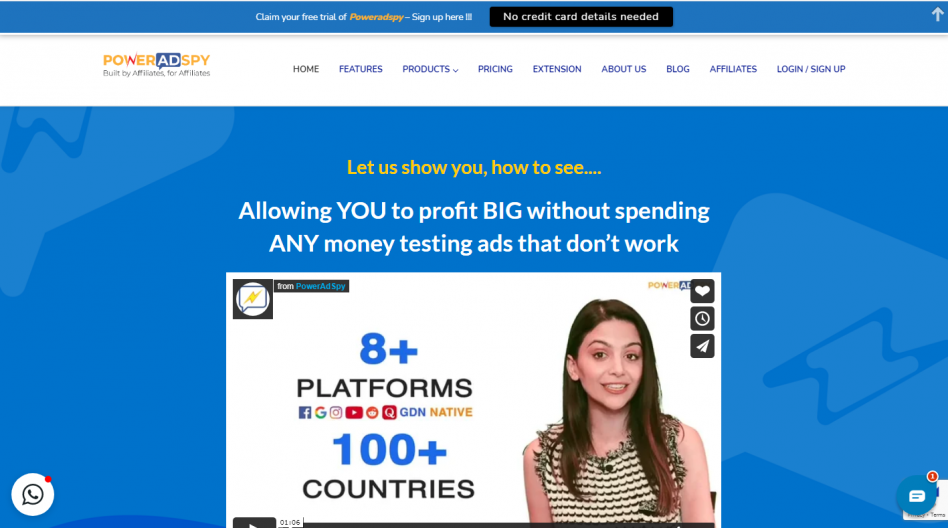 Claim your free trial of Poweradspy – Sign up here !!!
No credit card details needed
POWERADSPY
Built by Affiliates, for Affiliates
HOME
FEATURES
PRODUCTS
PRICING
EXTENSION
ABOUT US
BLOG
AFFILIATES
LOGIN / SIGN UP
Let us show you, how to see....
Allowing YOU to profit BIG without spending
ANY money testing ads that don't work
from PowerAdSpy
8+
PLATFORMS
GDN NATIVE
100+
COUNTRIES
01:06
1
Terms